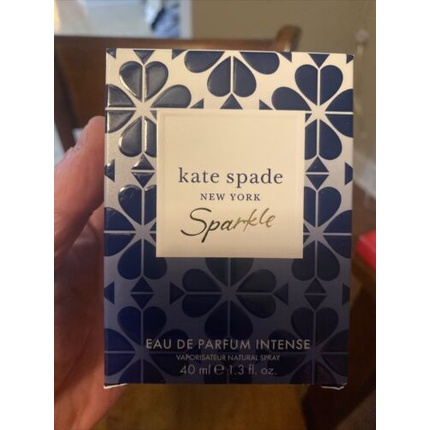 kate spade
NEW YORK
Sparkle
EAU DE PARFUM INTENSE
VAPORISATEUR NATURAL SPRAY
40 ml ℮ 1.3 fl. oz.